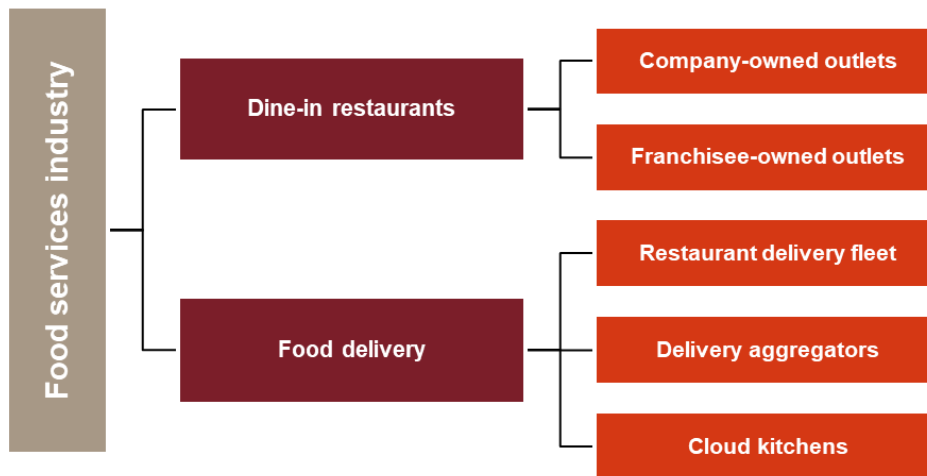 Food services industry
Dine-in restaurants
Company-owned outlets
Franchisee-owned outlets
Food delivery
Restaurant delivery fleet
Delivery aggregators
Cloud kitchens